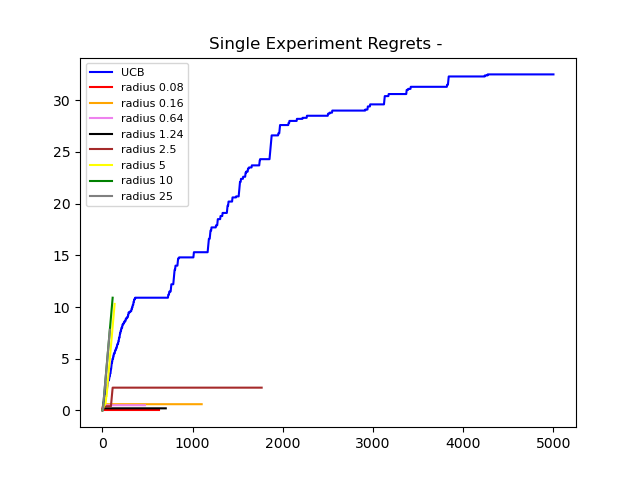 Single Experiment Regrets -
UCB
radius 0.08
radius 0.16
radius 0.64
radius 1.24
radius 2.5
radius 5
radius 10
radius 25
30
25
20
15
10
5
0
0 1000 2000 3000 4000 5000